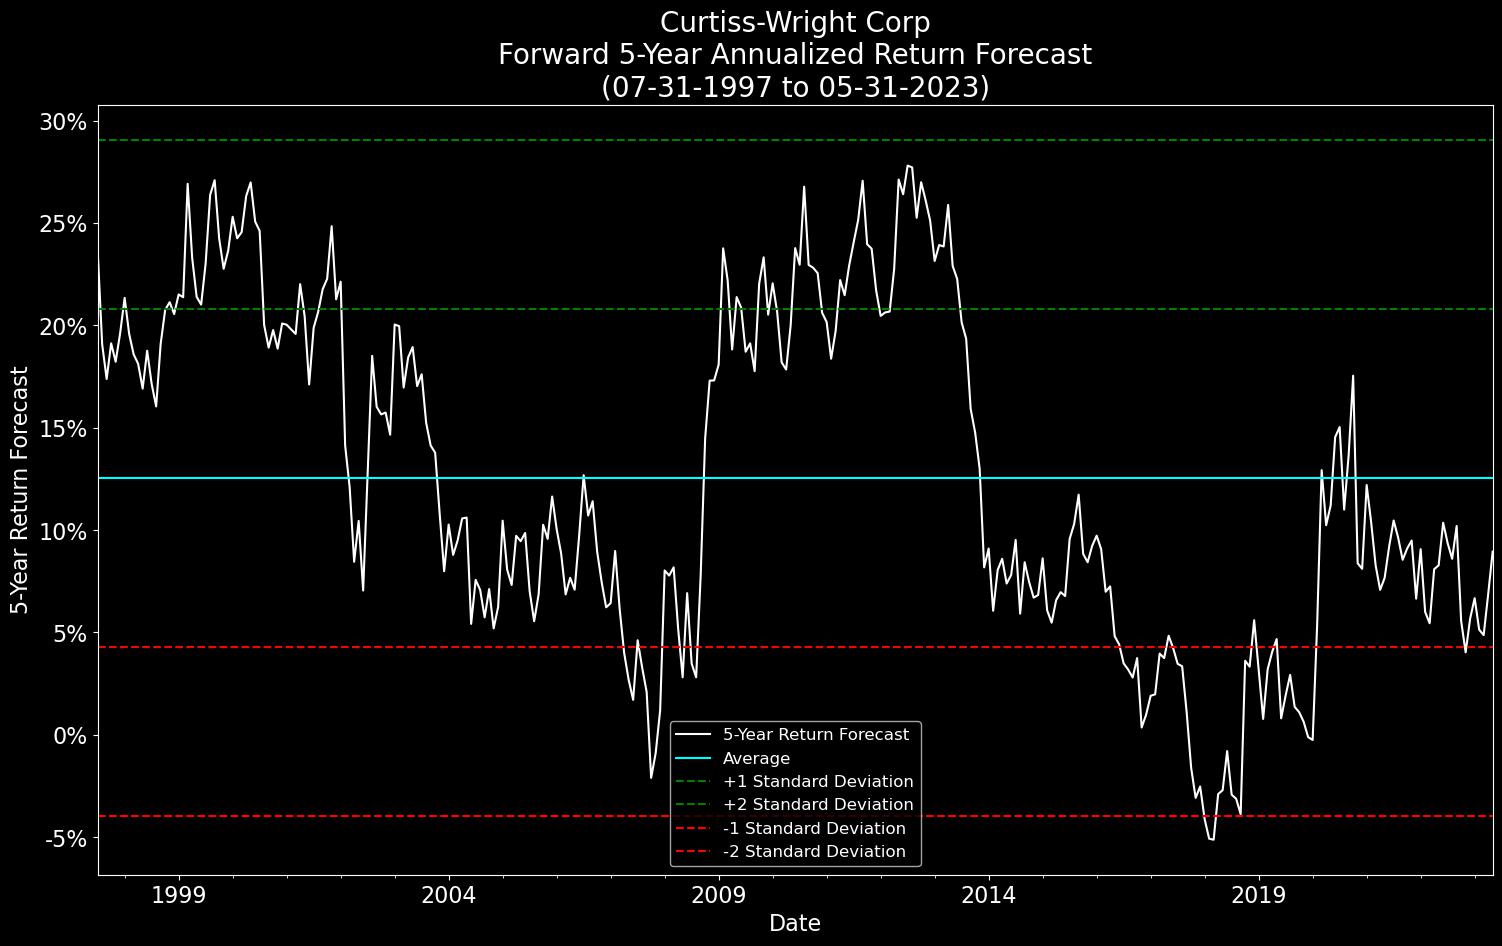 Curtiss-Wright Corp
Forward 5-Year Annualized Return Forecast
(07-31-1997 to 05-31-2023)
30%
25%
20%
15%
10%
5%
0%
-5%
5-Year Return Forecast
5-Year Return Forecast
Average
+1 Standard Deviation
+2 Standard Deviation
-1 Standard Deviation
-2 Standard Deviation
1999
2004
2009
2014
2019
Date